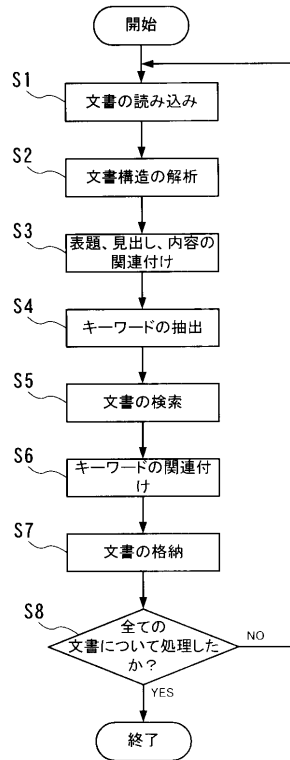 開始
S1
文書の読み込み
S2
文書構造の解析
S3
表題、見出し、内容の
関連付け
S4
キーワードの抽出
S5
文書の検索
S6
キーワードの関連付
け
S7
文書の格納
S8
全ての
文書について処理した
か？
NO
YES
終了